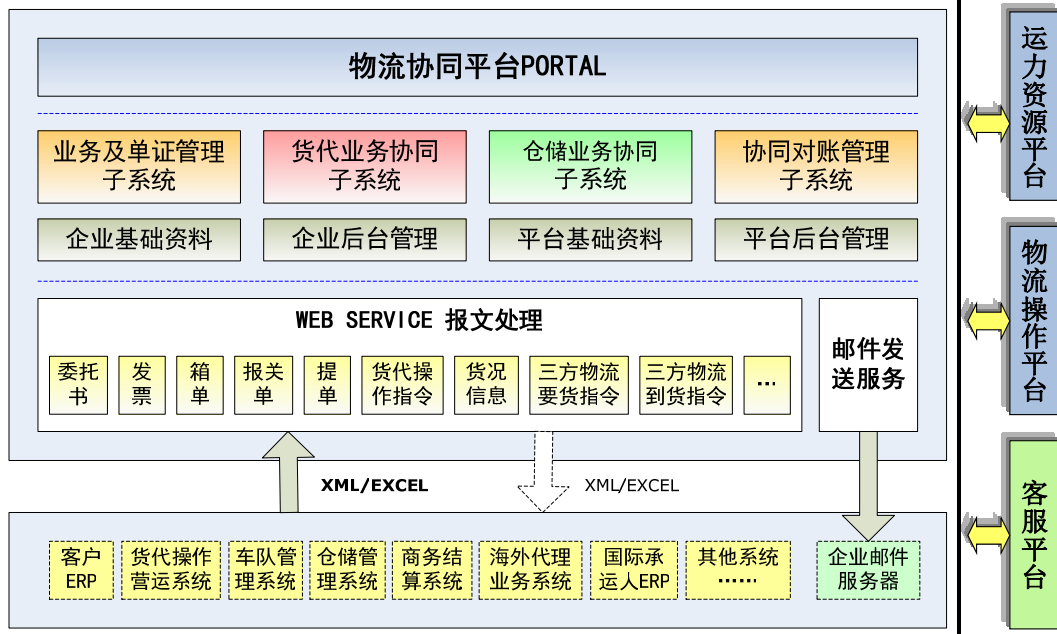 物流协同平台PORTAL
业务及单证管理
子系统
货代业务协同
子系统
仓储业务协同
子系统
协同对账管理
子系统
企业基础资料
企业后台管理
平台基础资料
平台后台管理
WEB SERVICE 报文处理
委托
书
发
票
箱
单
报关
单
提
单
货代操
作指令
货况
信息
三方物流
要货指令
三方物流
到货指令
...
邮件发
送服务
XML/EXCEL
XML/EXCEL
客户
ERP
货代操作
营运系统
车队管
理系统
仓储管
理系统
商务结
算系统
海外代理
业务系统
国际承
运人ERP
其他系统
……
企业邮件
服务器
运力资源平台
物流操作平台
客服平台